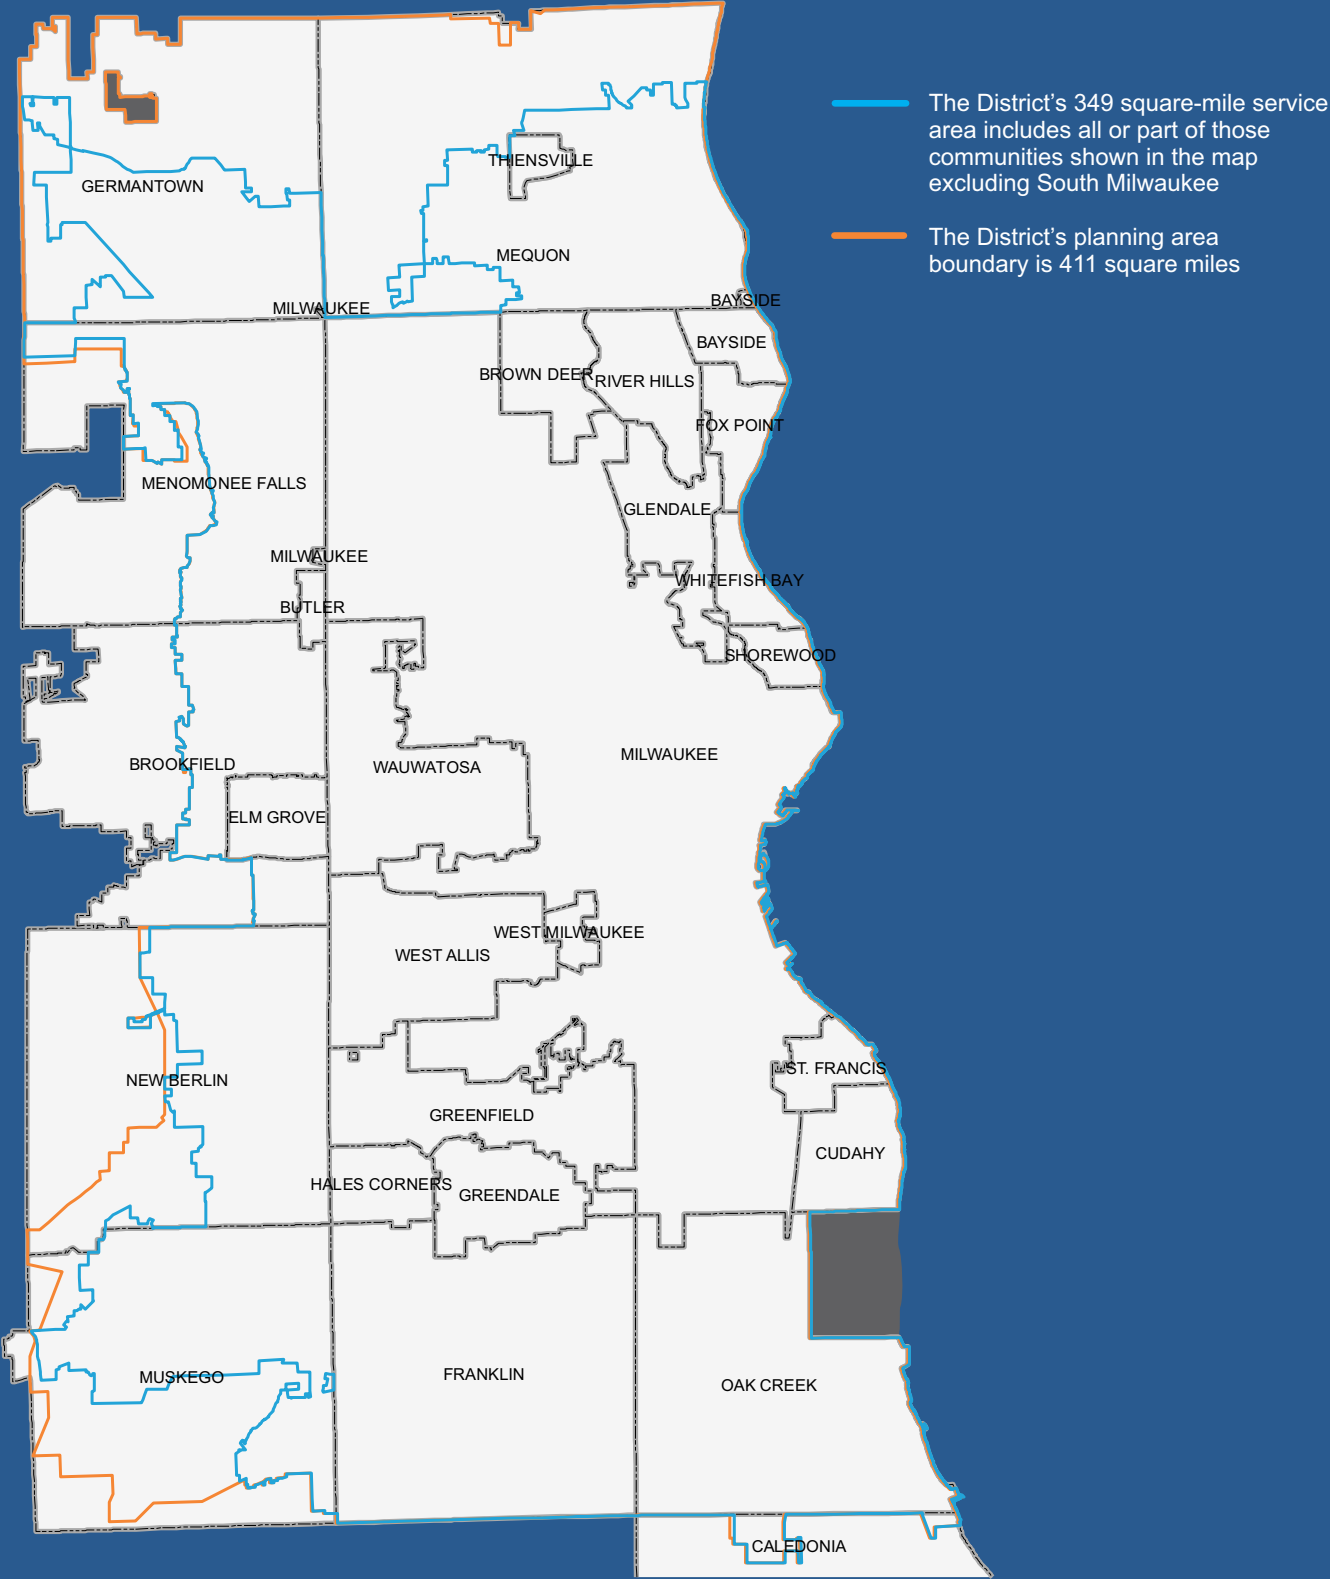 The District’s 349 square-mile service
area includes all or part of those
communities shown in the map
excluding South Milwaukee
The District’s planning area
boundary is 411 square miles
THIENSVILLE
GERMANTOWN
MEQUON
BAYSIDE
MILWAUKEE
BAYSIDE
BROWN DEER
RIVER HILLS
FOX POINT
MENOMONEE FALLS
GLENDALE
MILWAUKEE
WHITEFISH BAY
BUTLER
SHOREWOOD
MILWAUKEE
BROOKFIELD
WAUWATOSA
ELM GROVE
WEST MILWAUKEE
WEST ALLIS
ST. FRANCIS
NEW BERLIN
GREENFIELD
CUDAHY
HALES CORNERS
GREENDALE
MUSKEGO
FRANKLIN
OAK CREEK
CALEDONIA